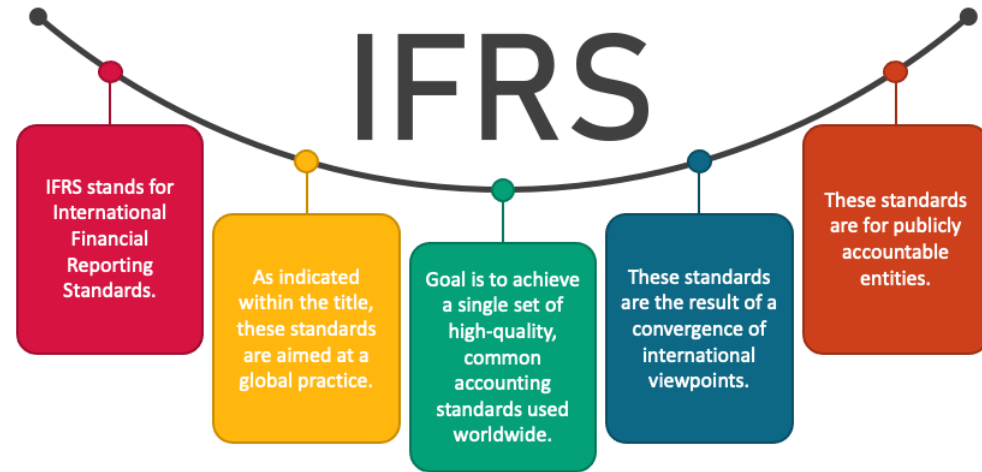 IFRS
IFRS stands for
International
Financial
Reporting
Standards.
As indicated
within the title,
these standards
are aimed at a
global practice.
Goal is to achieve
a single set of
high-quality,
common
accounting
standards used
worldwide.
These standards
are the result of a
convergence of
international
viewpoints.
These standards
are for publicly
accountable
entities.